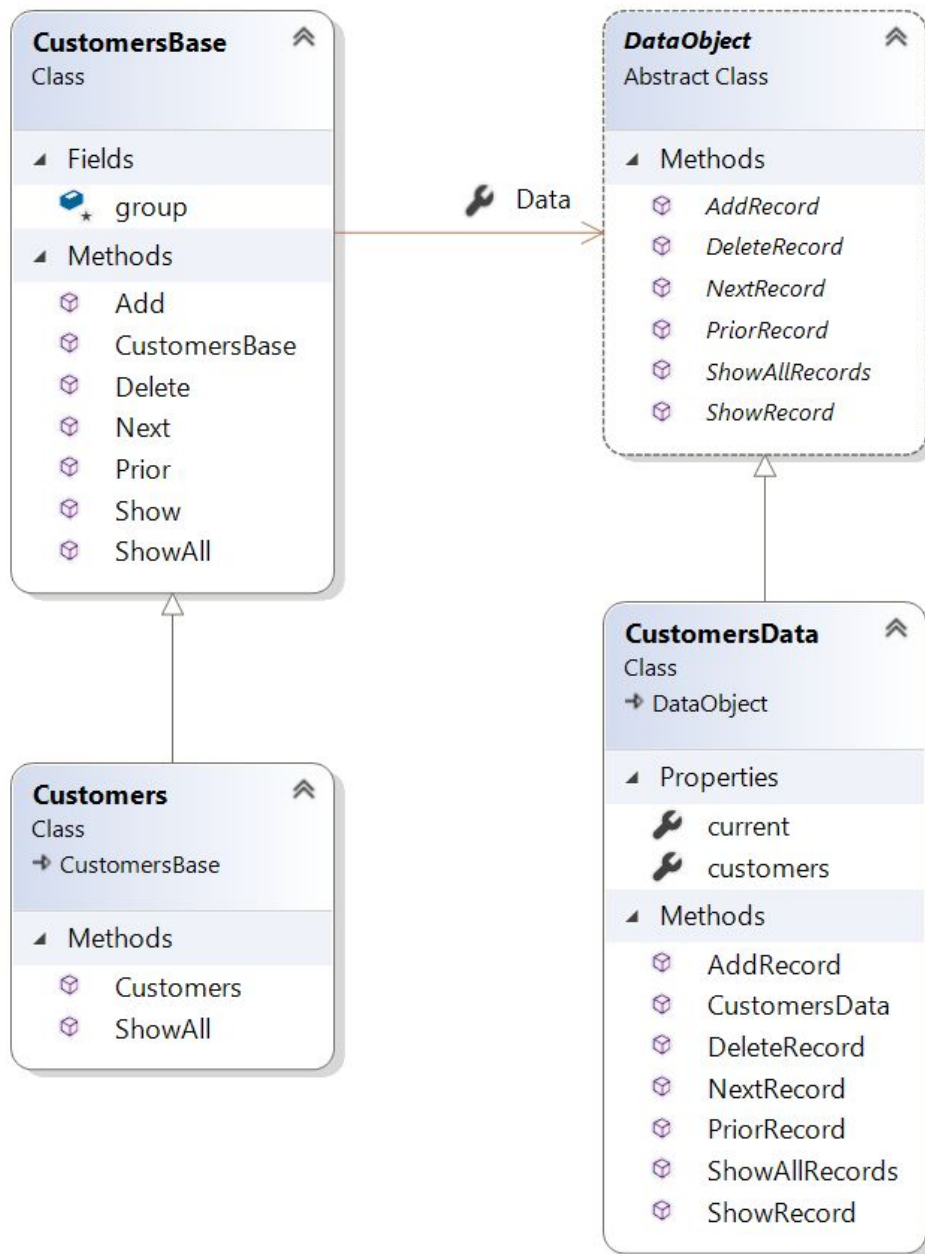 CustomersBase
Class
Fields
group
Methods
Add
CustomersBase
Delete
Next
Prior
Show
ShowAll
Data
DataObject
Abstract Class
Methods
AddRecord
DeleteRecord
NextRecord
PriorRecord
ShowAllRecords
ShowRecord
Customers
Class
CustomersBase
Methods
Customers
ShowAll
CustomersData
Class
DataObject
Properties
current
customers
Methods
AddRecord
CustomersData
DeleteRecord
NextRecord
PriorRecord
ShowAllRecords
ShowRecord